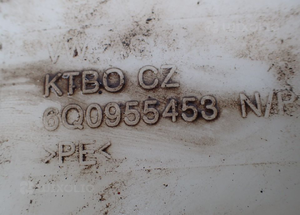 KTBO CZ
6Q0955453 N/P
>PE<